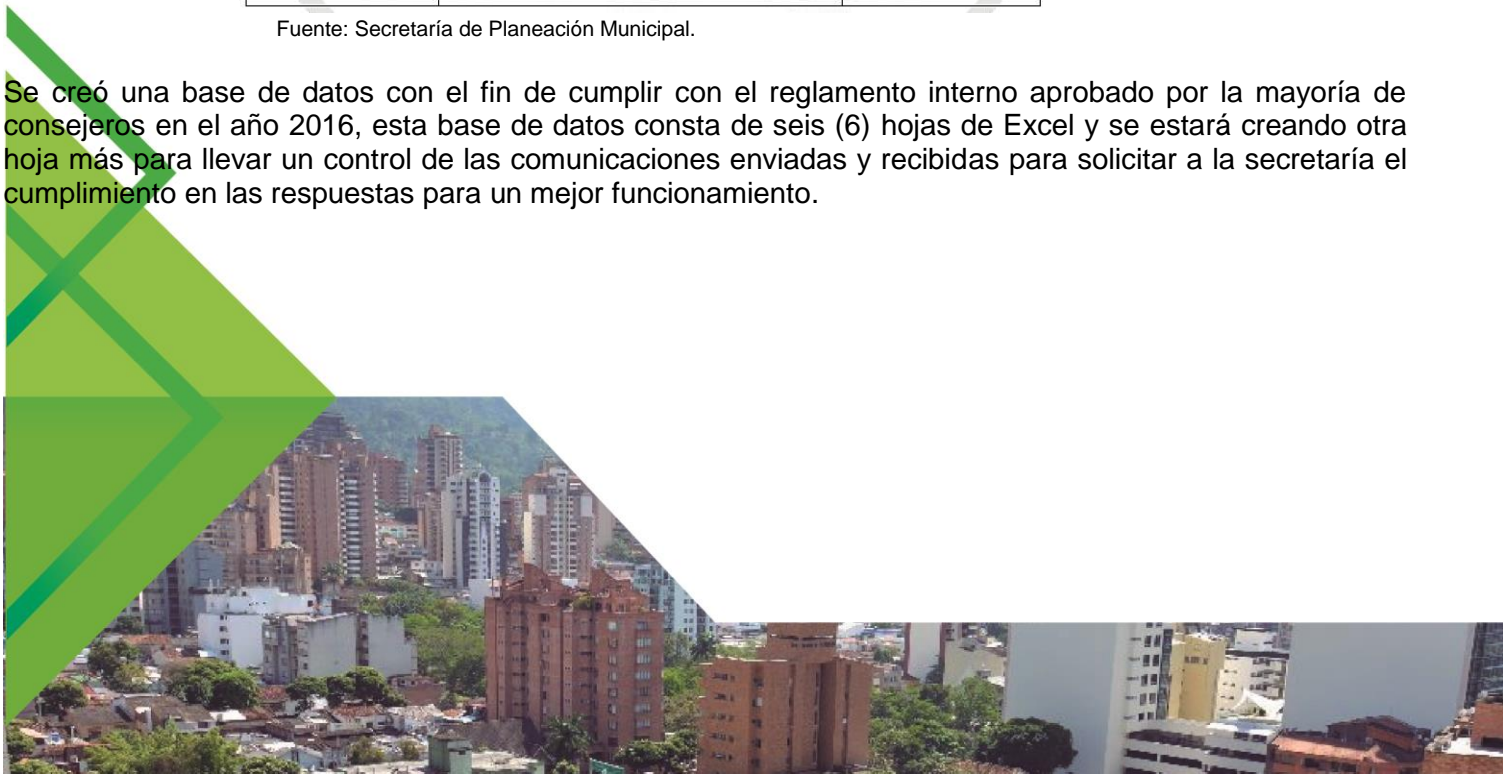 Fuente: Secretaría de Planeación Municipal.
Se creó una base de datos con el fin de cumplir con el reglamento interno aprobado por la mayoría de
consejeros en el año 2016, esta base de datos consta de seis (6) hojas de Excel y se estará creando otra
hoja más para llevar un control de las comunicaciones enviadas y recibidas para solicitar a la secretaría el
cumplimiento en las respuestas para un mejor funcionamiento.